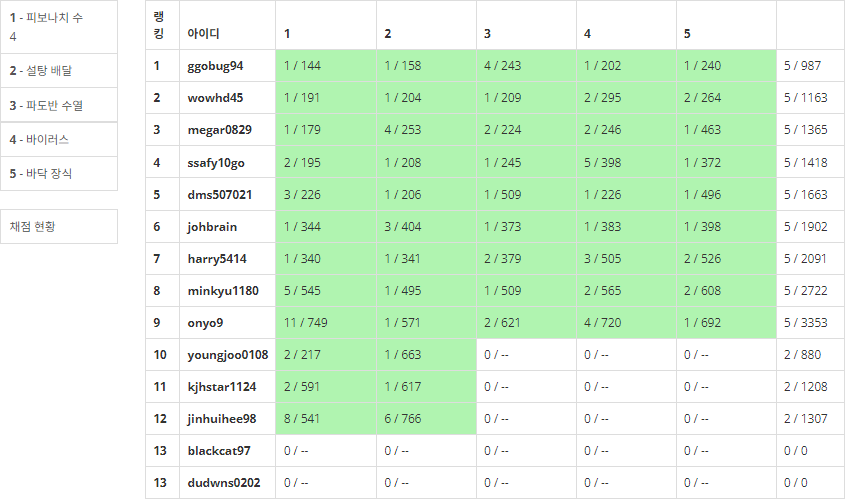 1 - 피보나치 수
4
2 - 설탕 배달
3 - 파도반 수열
4 - 바이러스
5 - 바닥 장식
채점 현황
랭킹 아이디 1 2 3 4 5
1 ggobug94 1 / 144 1 / 158 4 / 243 1 / 202 1 / 240 5 / 987
2 wowhd45 1 / 191 1 / 204 1 / 209 2 / 295 2 / 264 5 / 1163
3 megar0829 1 / 179 4 / 253 2 / 224 2 / 246 1 / 463 5 / 1365
4 ssafy10go 2 / 195 1 / 208 1 / 245 5 / 398 1 / 372 5 / 1418
5 dms507021 3 / 226 1 / 206 1 / 509 1 / 226 1 / 496 5 / 1663
6 johbrain 1 / 344 3 / 404 1 / 373 1 / 383 1 / 398 5 / 1902
7 harry5414 1 / 340 1 / 341 2 / 379 3 / 505 2 / 526 5 / 2091
8 minkyu1180 5 / 545 1 / 495 1 / 509 2 / 565 2 / 608 5 / 2722
9 onyo9 11 / 749 1 / 571 2 / 621 4 / 720 1 / 692 5 / 3353
10 youngjoo0108 2 / 217 1 / 663 0 / -- 0 / -- 0 / -- 2 / 880
11 kjhstar1124 2 / 591 1 / 617 0 / -- 0 / -- 0 / -- 2 / 1208
12 jinhuihee98 8 / 541 6 / 766 0 / -- 0 / -- 0 / -- 2 / 1307
13 blackcat97 0 / -- 0 / -- 0 / -- 0 / -- 0 / -- 0 / 0
13 dudwns0202 0 / -- 0 / -- 0 / -- 0 / -- 0 / -- 0 / 0